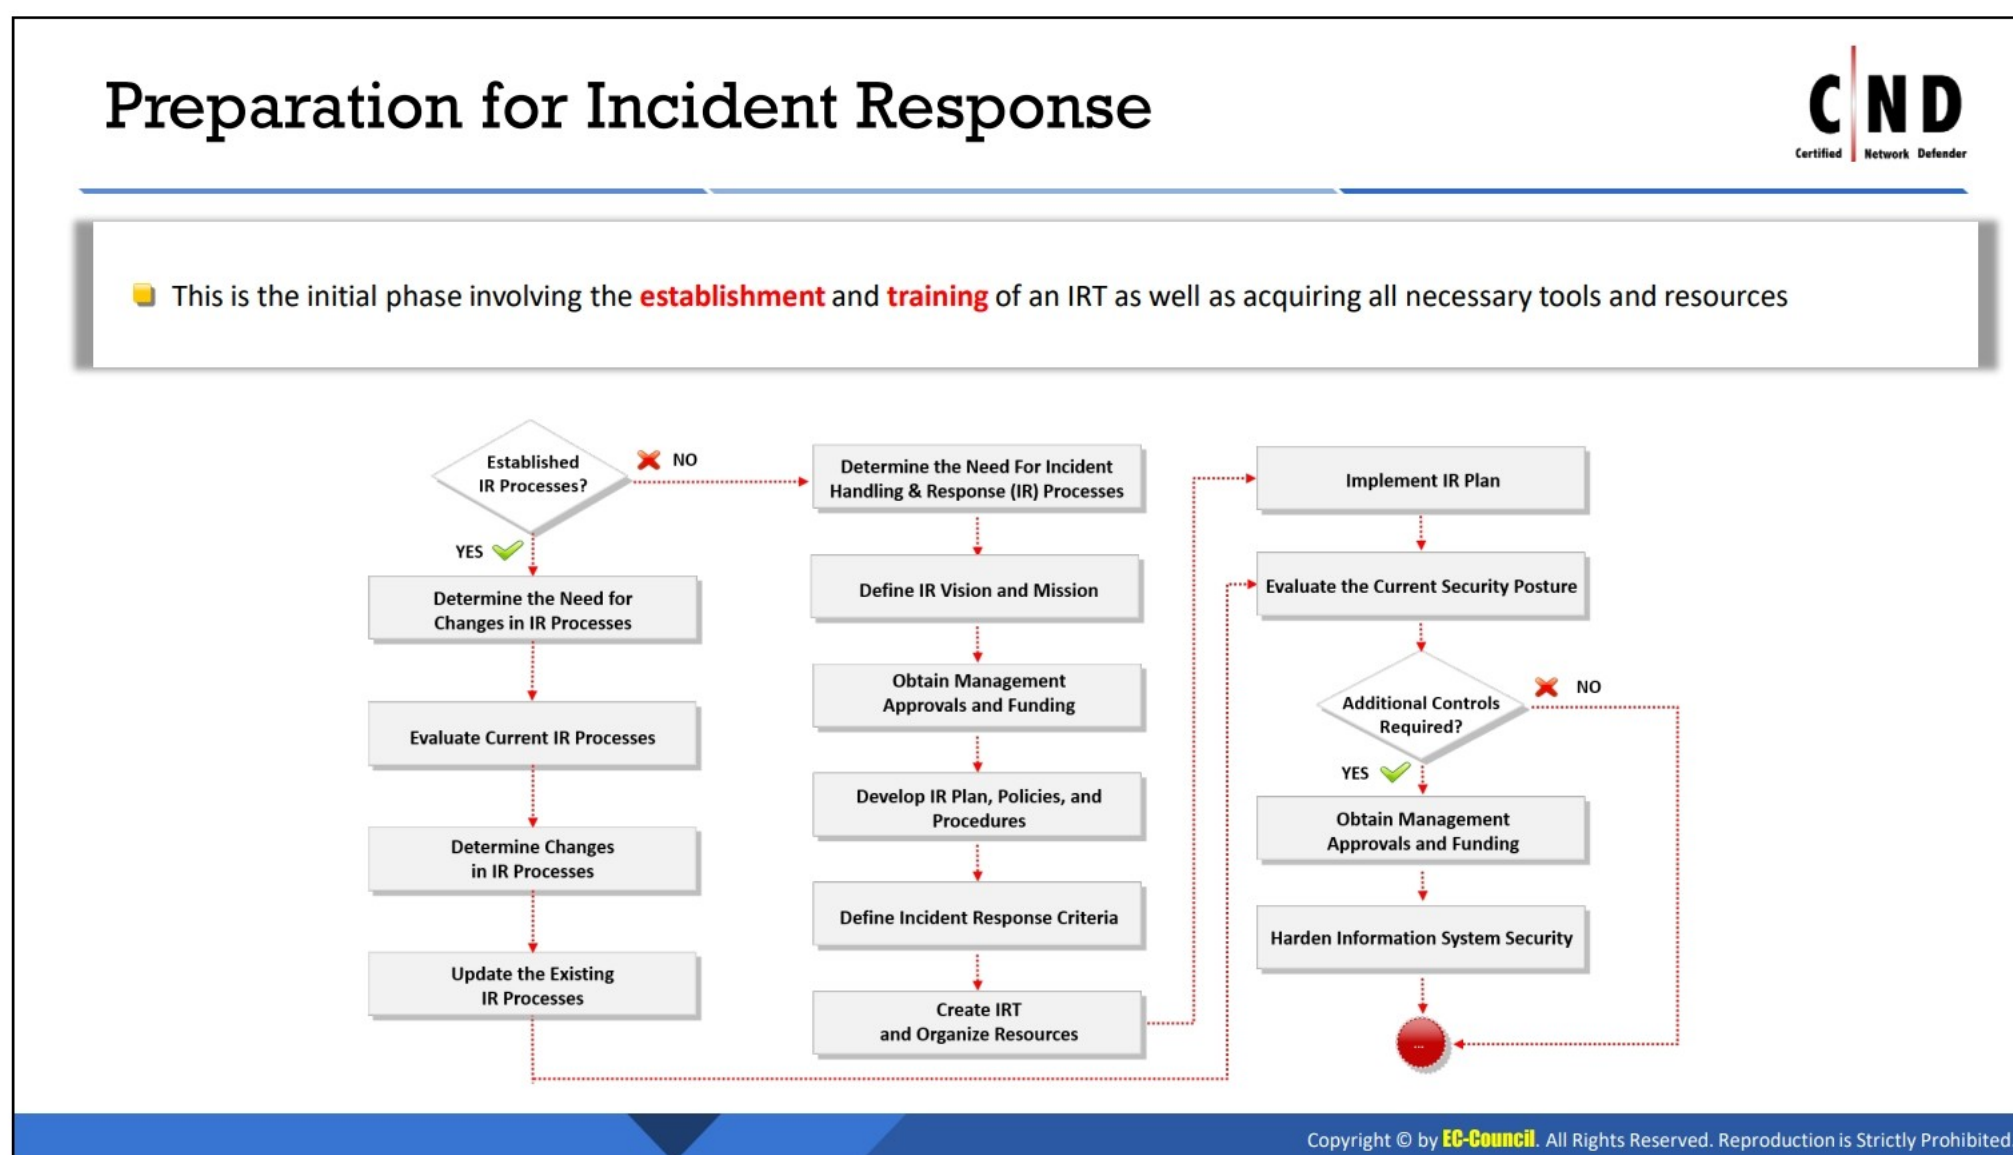 Preparation for Incident Response
C ND
Certified Network Defender
This is the initial phase involving the establishment and training of an IRT as well as acquiring all necessary tools and resources
Established
IR Processes?
NO
YES
Determine the Need for
Changes in IR Processes
Evaluate Current IR Processes
Determine Changes
in IR Processes
Update the Existing
IR Processes
Determine the Need For Incident
Handling & Response (IR) Processes
Define IR Vision and Mission
Obtain Management
Approvals and Funding
Develop IR Plan, Policies, and
Procedures
Define Incident Response Criteria
Create IRT
and Organize Resources
Implement IR Plan
Evaluate the Current Security Posture
Additional Controls
Required?
NO
YES
Obtain Management
Approvals and Funding
Harden Information System Security
...
Copyright © by EC-Council. All Rights Reserved. Reproduction is Strictly Prohibited.